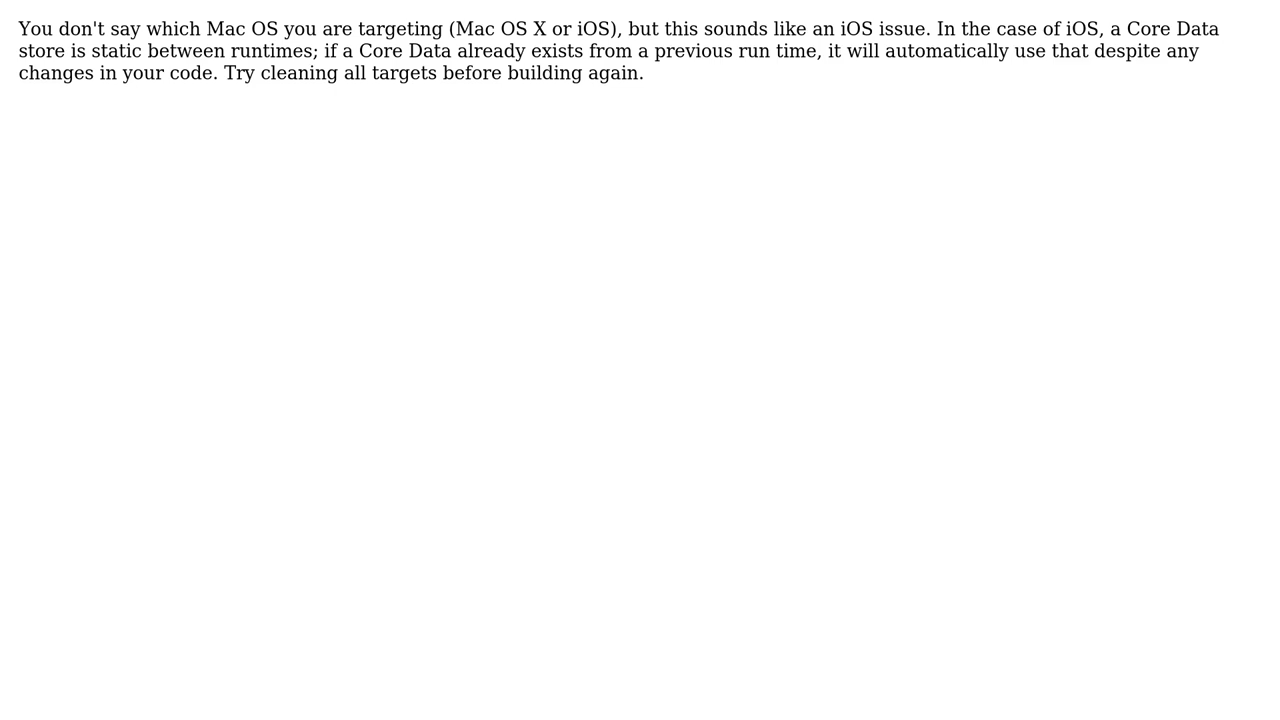 You don't say which Mac OS you are targeting (Mac OS X or iOS), but this sounds like an iOS issue. In the case of iOS, a Core Data
store is static between runtimes; if a Core Data already exists from a previous run time, it will automatically use that despite any
changes in your code. Try cleaning all targets before building again.